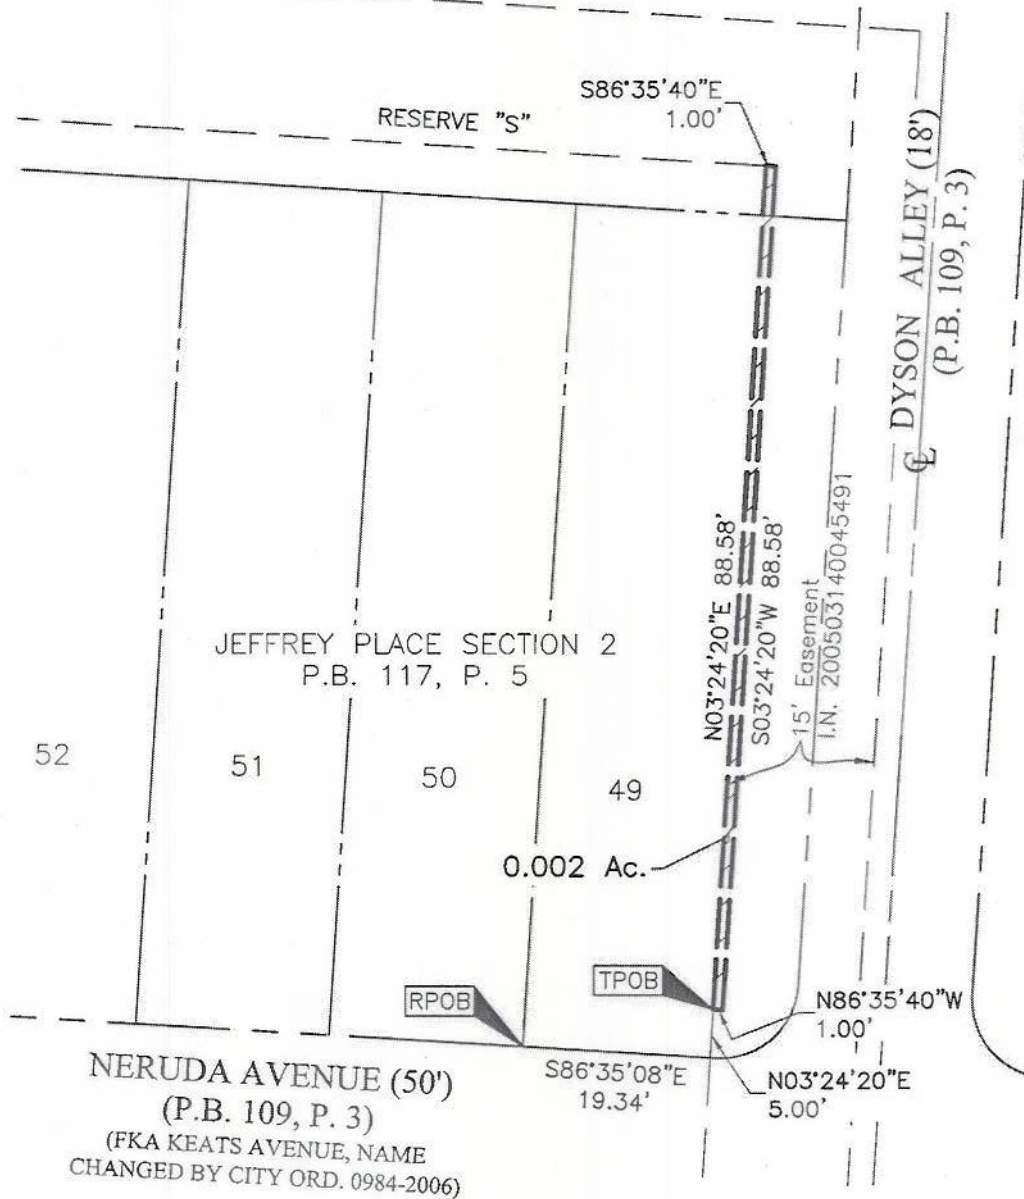 S86°35'40"E
1.00'
RESERVE "S"
DYSON ALLEY (18')
(P.B. 109, P. 3)
N03°24'20"E 88.58'
S03°24'20"W 88.58'
15' Easement
I.N. 200503140045491
JEFFREY PLACE SECTION 2
P.B. 117, P. 5
52
51
50
49
0.002 Ac.
TPOB
RPOB
N86°35'40"W
1.00'
S86°35'08"E
19.34'
N03°24'20"E
5.00'
NERUDA AVENUE (50')
(P.B. 109, P. 3)
(FKA KEATS AVENUE, NAME
CHANGED BY CITY ORD. 0984-2006)